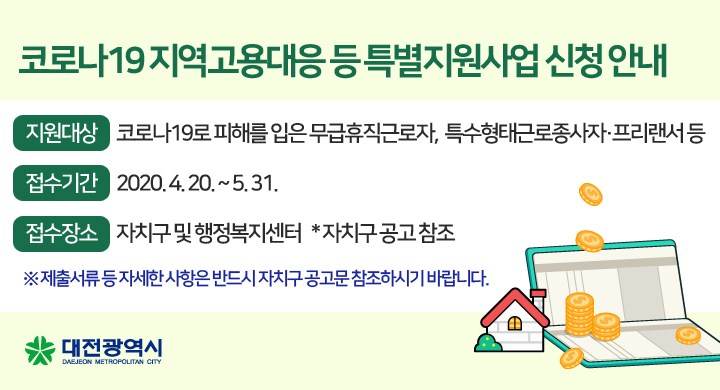 코로나19 지역고용대응 등 특별지원사업 신청 안내
지원대상 코로나19로 피해를 입은 무급휴직근로자, 특수형태근로종사자·프리랜서 등
접수기간 2020. 4. 20. ~ 5. 31.
접수장소 자치구 및 행정복지센터 * 자치구 공고 참조
※ 제출서류 등 자세한 사항은 반드시 자치구 공고문 참조하시기 바랍니다.
대전광역시
DAEJEON METROPOLITAN CITY